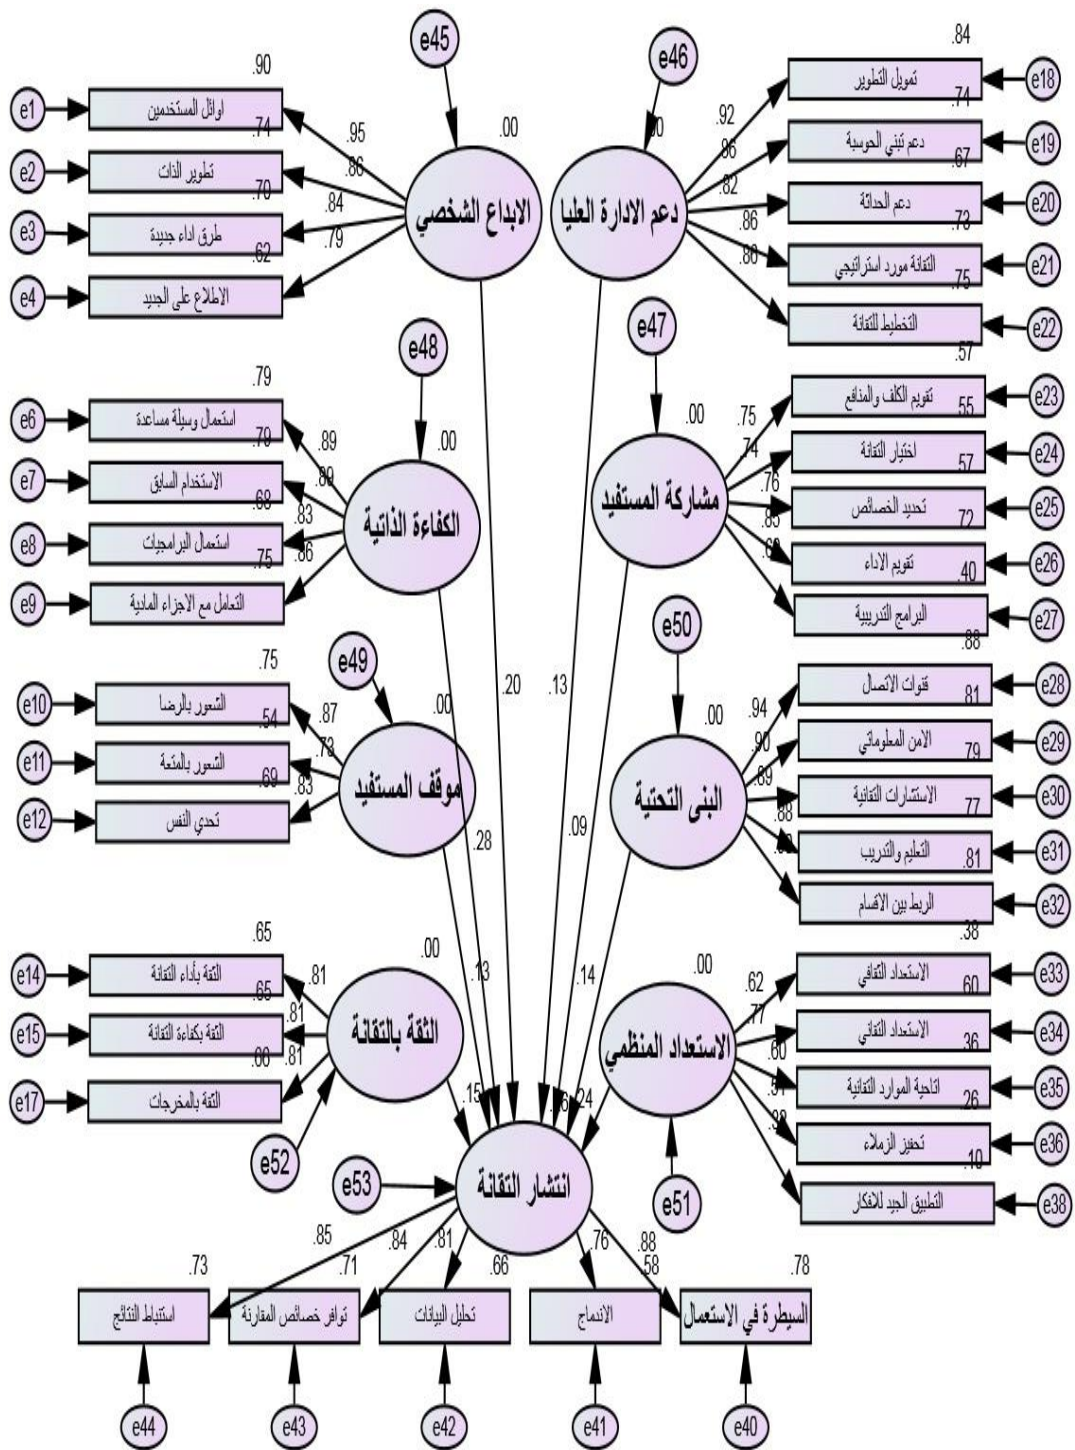 e45
e46
.90
.84
e1
اوائل المستخدمين
.74
.95
.00
.92
تمويل التطوير
e18
.74
e2
تطوير الذات
.70
.86
الابداع الشخصي
دعم الادارة العليا
.86
دعم تبني الحوسبة
e19
.67
e3
طرق اداء جديدة
.62
.84
.82
دعم الحداثة
e20
.73
e4
الاطلاع على الجديد
.79
.86
التقانة مورد استراتيجي
e21
.75
التخطيط للتقانة
e22
.57
e48
e47
.79
e6
استعمال وسيلة مساعدة
.79
.89
.00
.00
.75
تقويم الكلف والمنافع
e23
.55
e7
الاستخدام السابق
.68
.89
الكفاءة الذاتية
مشاركة المستفيد
.74
اختيار التقانة
e24
.57
e8
استعمال البرامجيات
.75
.83
.76
تحديد الخصائص
e25
.72
e9
التعامل مع الاجزاء المادية
.86
تقويم الاداء
e26
.40
البرامج التدريبية
e27
.88
e49
e50
.75
e10
الشعور بالرضا
.54
.87
.00
.00
.94
قنوات الاتصال
e28
.81
e11
الشعور بالمتعة
.69
.73
موقف المستفيد
البنى التحتية
.90
الامن المعلوماتي
e29
.79
e12
تحدي النفس
.83
.89
الاستشارات التقانية
e30
.77
.88
التعليم والتدريب
e31
.81
الربط بين الاقسام
e32
.38
.20
.13
.28
.09
.13
.14
.65
e14
الثقة بأداء التقانة
.65
.81
.00
.00
.62
الاستعداد الثقافي
e33
.60
e15
الثقة بكفاءة التقانة
.81
الثقة بالتقانة
الاستعداد المنظمي
.77
الاستعداد التقاني
e34
.36
e17
الثقة بالمخرجات
.81
.60
اتاحية الموارد التقانية
e35
.26
.51
تحفيز الزملاء
e36
.10
التطبيق الجيد للافكار
e38
e52
e51
.15
.24
e53
انتشار التقانة
.85
.84
.81
.76
.88
.73
.71
.66
.58
.78
استنباط النتائج
توافر خصائص المقارنة
تحليل البيانات
الاندماج
السيطرة في الاستعمال
e44
e43
e42
e41
e40